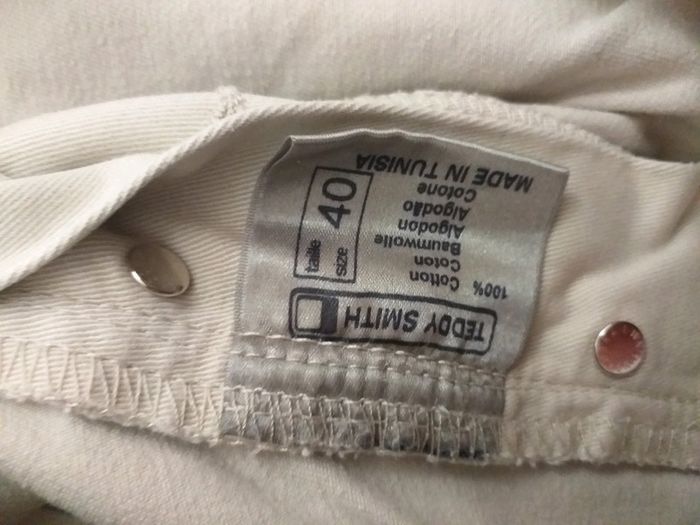 TEDDY SMITH
100% Cotton
Coton
Baumwolle
Algodon
Algodão
Cotone
MADE IN TUNISIA
taille
size
40